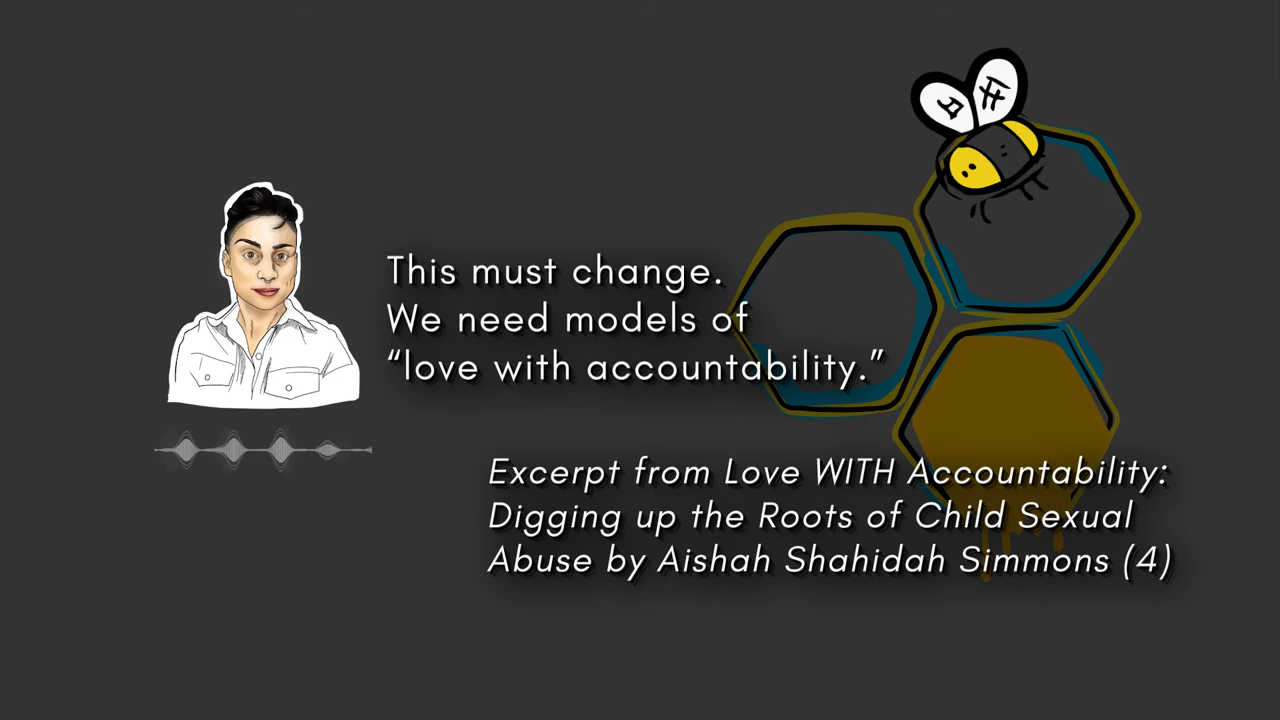 This must change.
We need models of
“love with accountability.”
Excerpt from Love WITH Accountability:
Digging up the Roots of Child Sexual
Abuse by Aishah Shahidah Simmons (4)